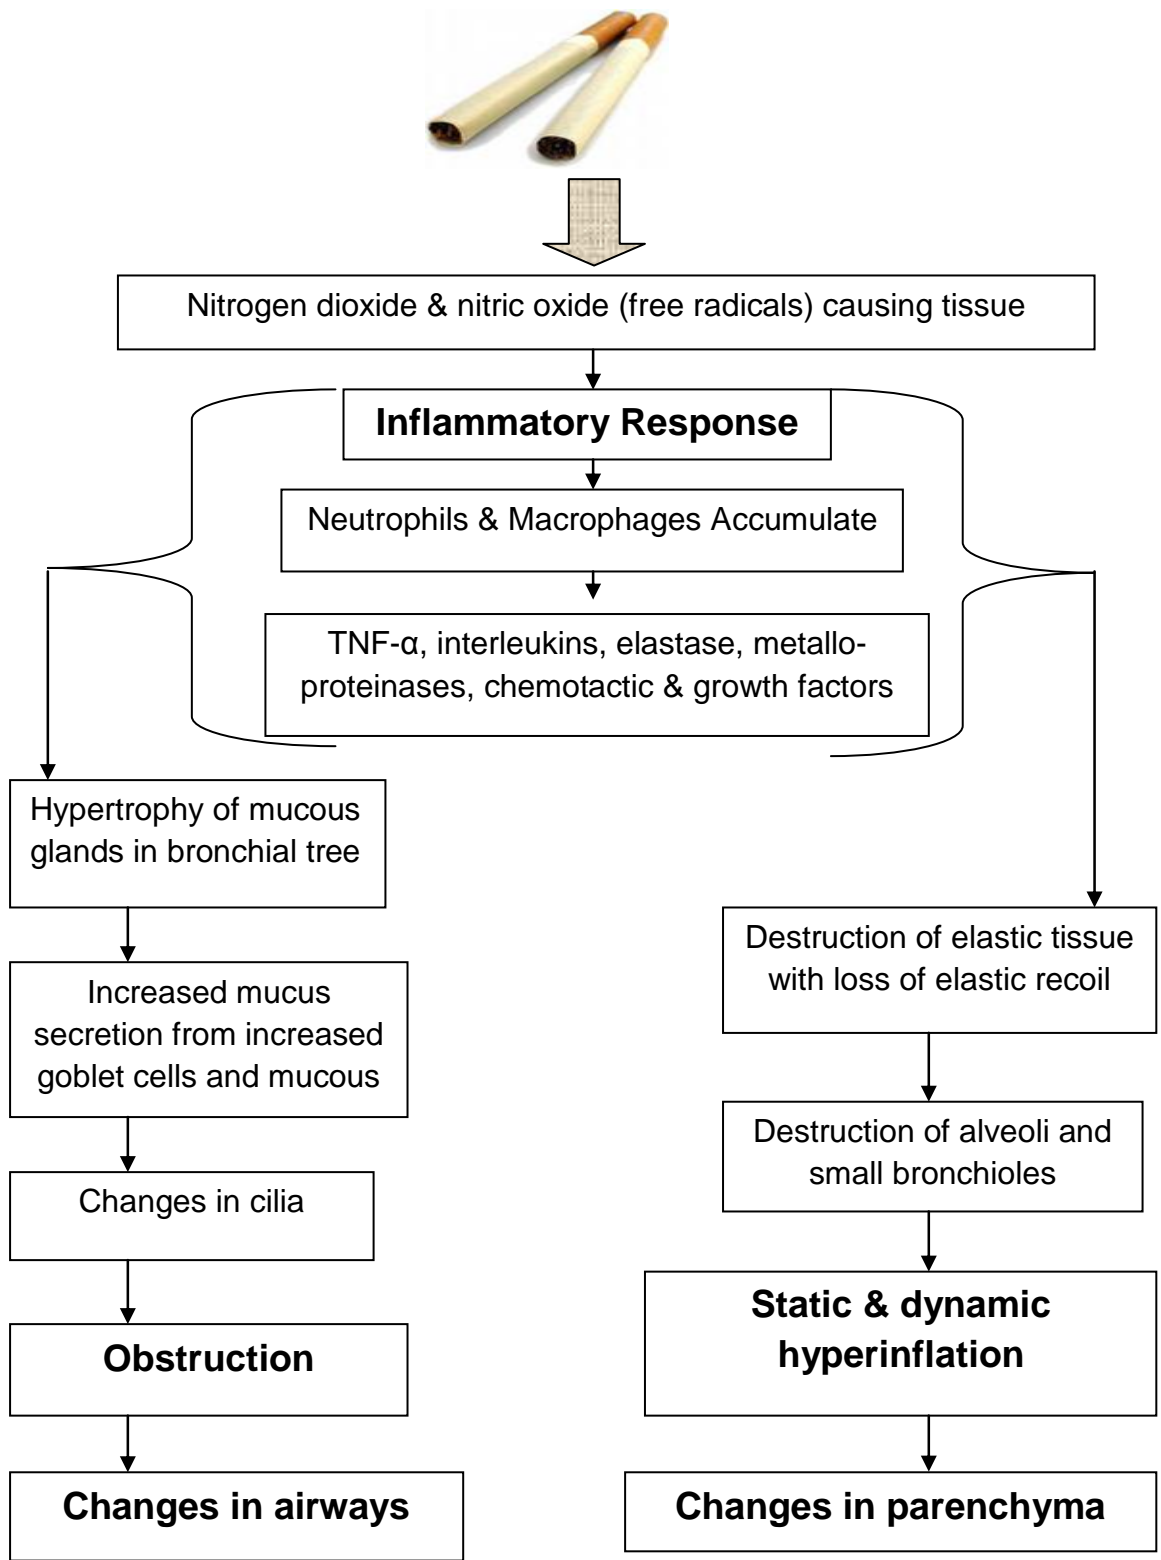 Nitrogen dioxide & nitric oxide (free radicals) causing tissue
Inflammatory Response
Neutrophils & Macrophages Accumulate
TNF-α, interleukins, elastase, metallo-
proteinases, chemotactic & growth factors
Hypertrophy of mucous
glands in bronchial tree
Increased mucus
secretion from increased
goblet cells and mucous
Changes in cilia
Obstruction
Changes in airways
Destruction of elastic tissue
with loss of elastic recoil
Destruction of alveoli and
small bronchioles
Static & dynamic
hyperinflation
Changes in parenchyma